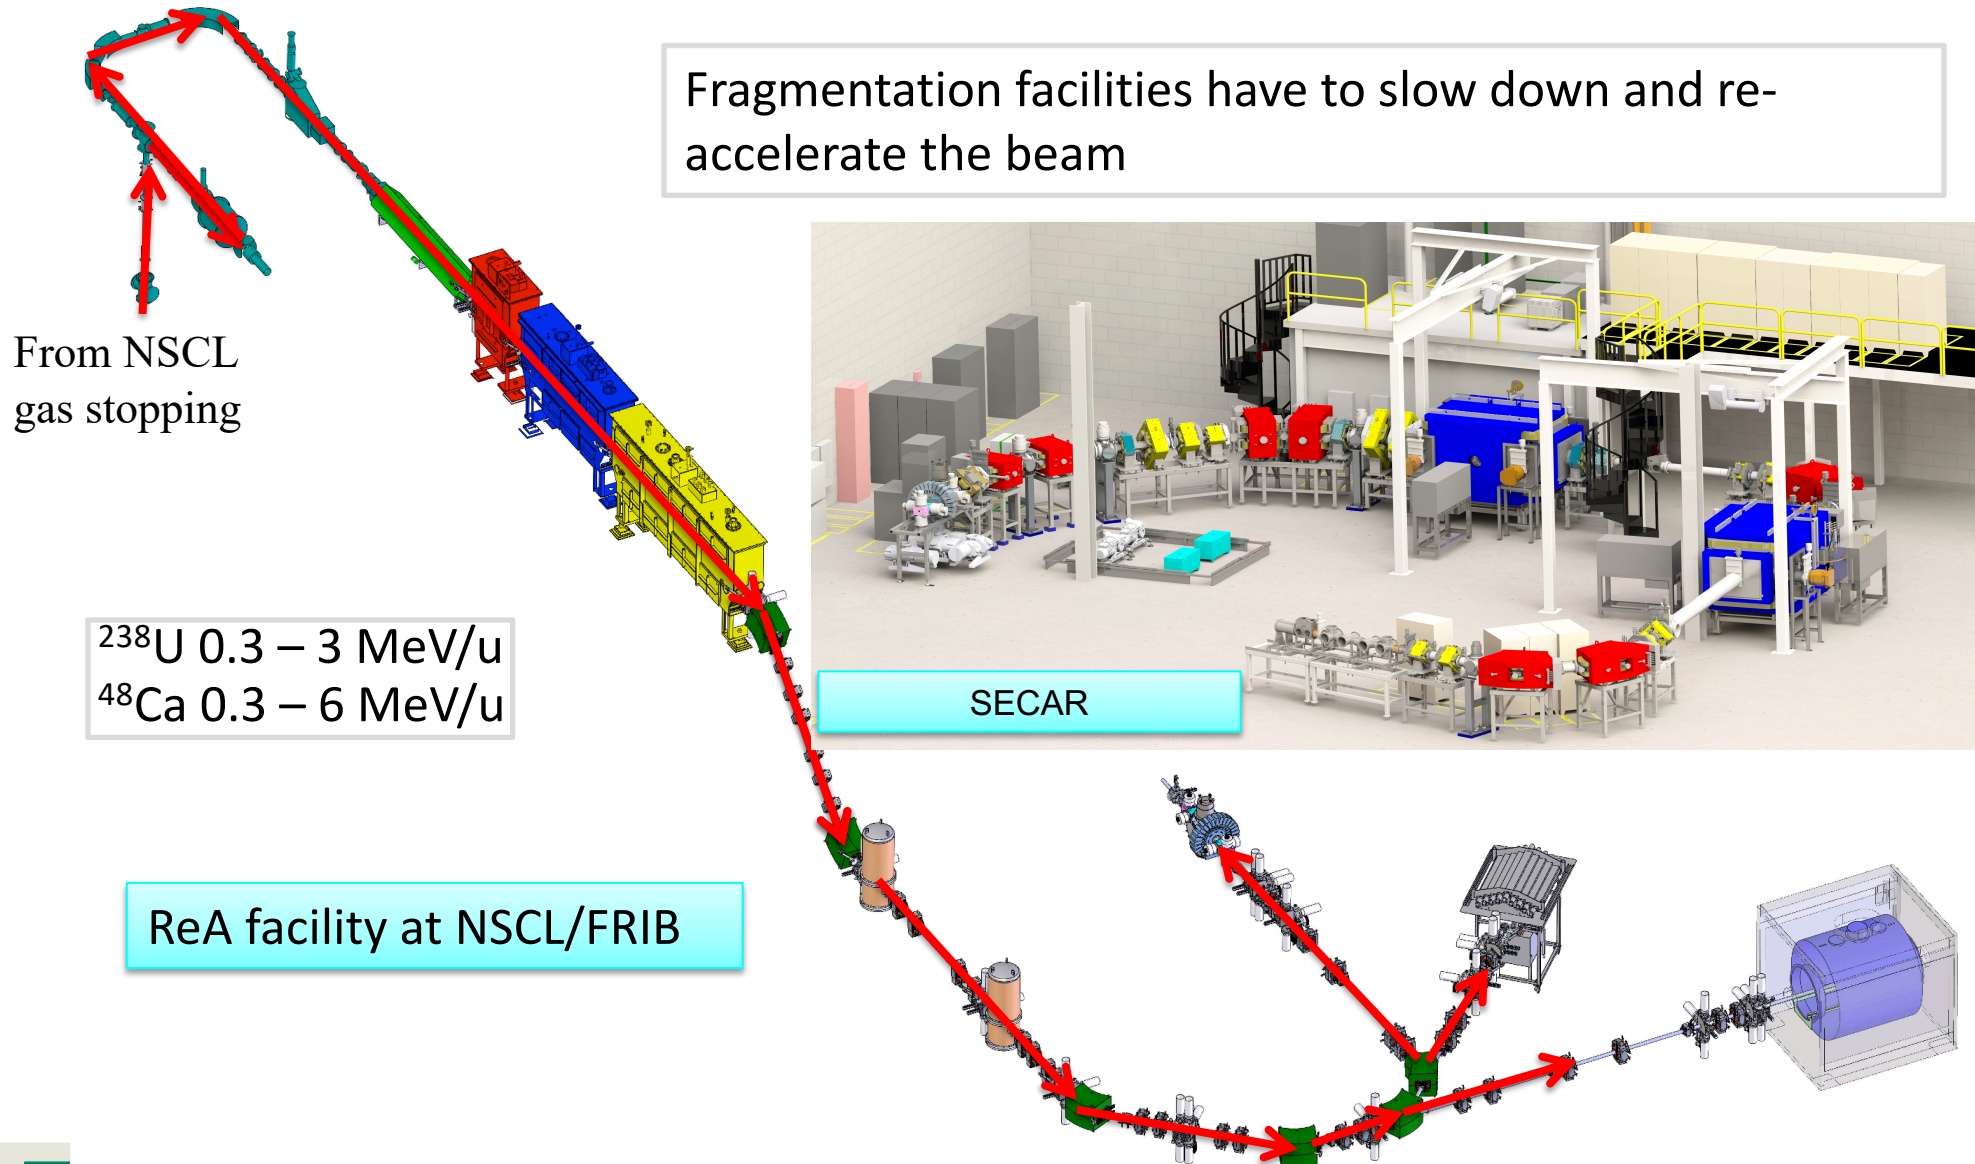 Fragmentation facilities have to slow down and re-
accelerate the beam
From NSCL
gas stopping
²³⁸U 0.3 – 3 MeV/u
⁴⁸Ca 0.3 – 6 MeV/u
SECAR
ReA facility at NSCL/FRIB